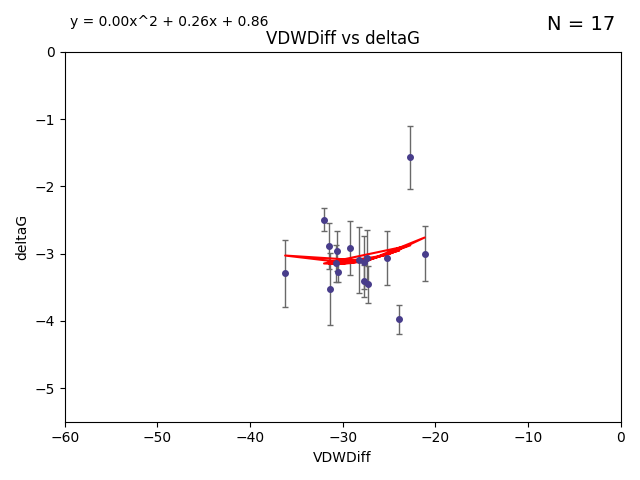 y = 0.00x^2 + 0.26x + 0.86
N = 17
VDWDiff vs deltaG
0
−1
−2
−3
−4
−5
deltaG
−60 −50 −40 −30 −20 −10 0
VDWDiff